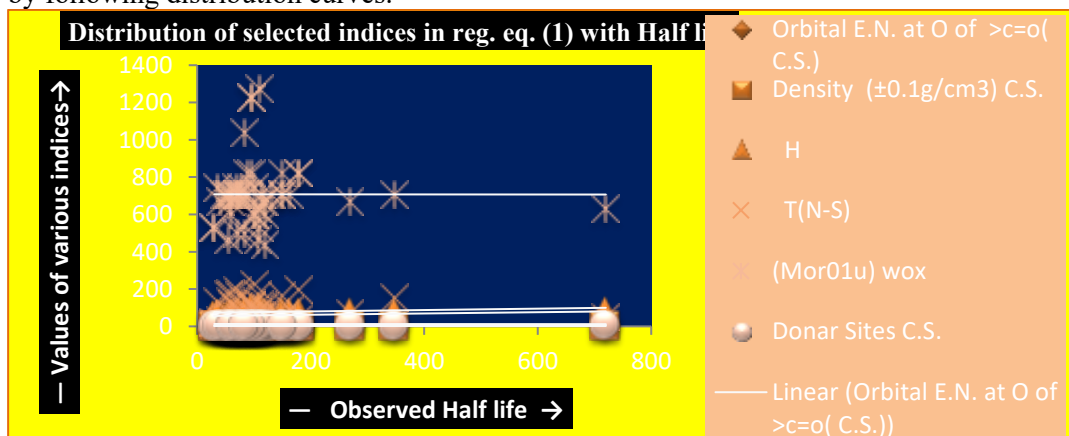 by following distribution curves.
Distribution of selected indices in reg. eq. (1) with Half li
— Values of various indices→
1400
1200
1000
800
600
400
200
0
0 200 400 600 800
— Observed Half life →
Orbital E.N. at O of >c=o(
C.S.)
Density (±0.1g/cm3) C.S.
H
T(N-S)
(Mor01u) wox
Donar Sites C.S.
Linear (Orbital E.N. at O of
>c=o( C.S.))